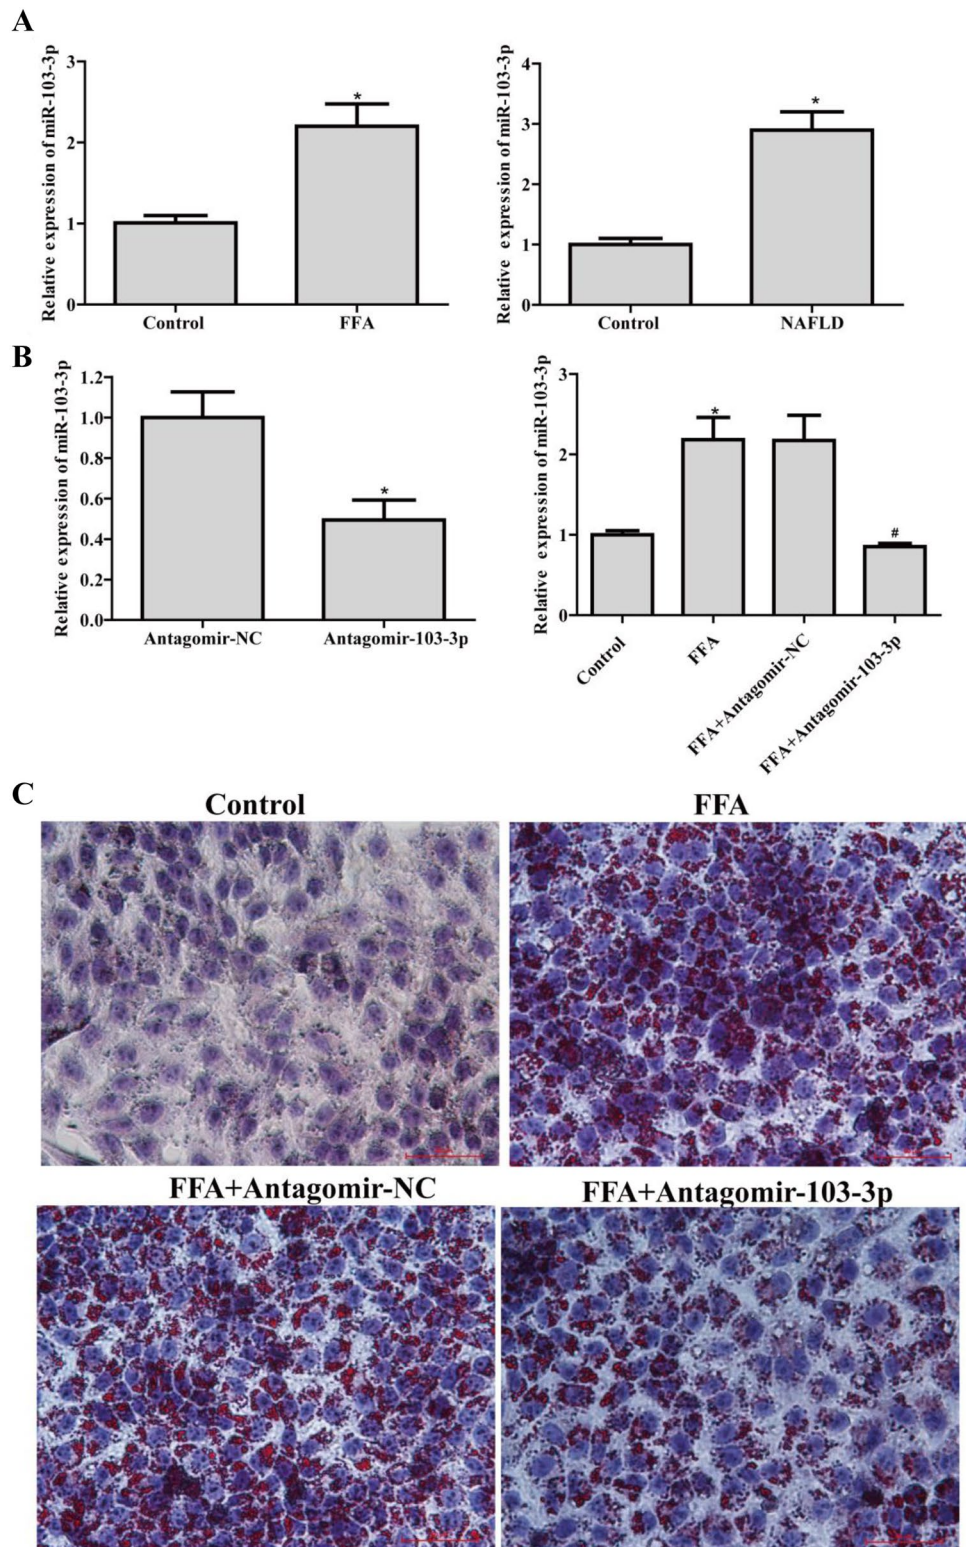 A
Relative expression of miR-103-3p
3
2
1
0
*
Control
FFA
Relative expression of miR-103-3p
4
3
2
1
0
*
Control
NAFLD
B
Relative expression of miR-103-3p
1.2
1.0
0.8
0.6
0.4
0.2
0.0
*
Antagomir-NC
Antagomir-103-3p
Relative expression of miR-103-3p
3
2
1
0
*
#
Control
FFA
FFA+Antagomir-NC
FFA+Antagomir-103-3p
C
Control
FFA
FFA+Antagomir-NC
FFA+Antagomir-103-3p